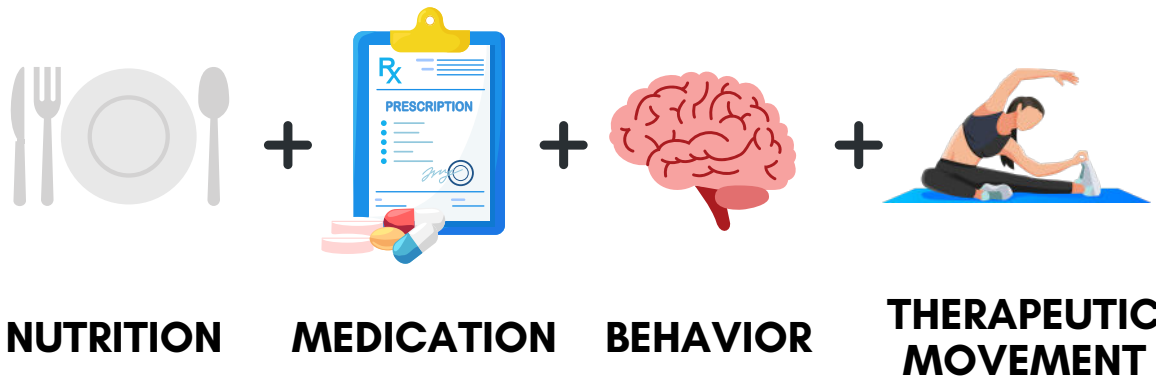 Rx
PRESCRIPTION
NUTRITION
MEDICATION
BEHAVIOR
THERAPEUTIC
MOVEMENT